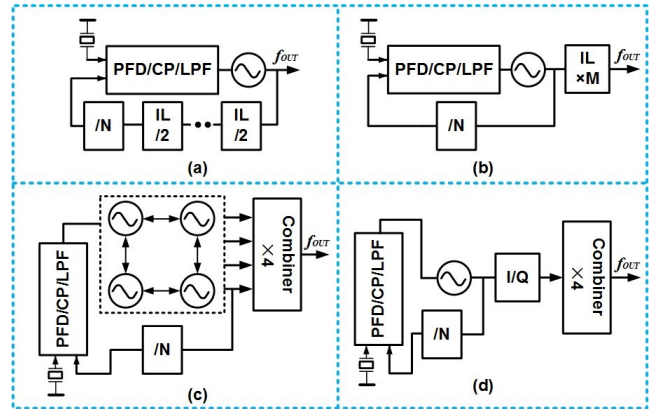 PFD/CP/LPF
fOUT
/N
IL
/2
IL
/2
(a)
PFD/CP/LPF
IL
×M
fOUT
/N
(b)
PFD/CP/LPF
Combiner
×4
fOUT
/N
(c)
PFD/CP/LPF
I/Q
Combiner
×4
fOUT
/N
(d)